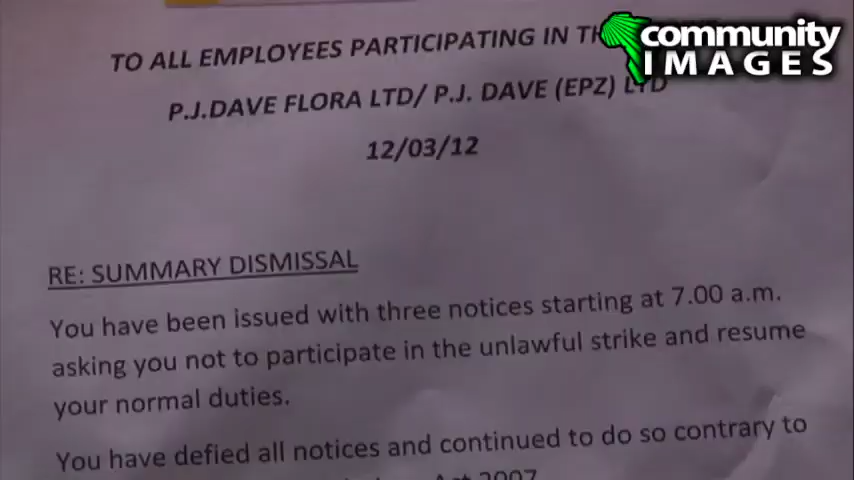 TO ALL EMPLOYEES PARTICIPATING IN
P.J.DAVE FLORA LTD/ P.J. DAVE (EPZ) LTD
12/03/12
RE: SUMMARY DISMISSAL
You have been issued with three notices starting at 7.00 a.m.
asking you not to participate in the unlawful strike and resume
your normal duties.
You have defied all notices and continued to do so contrary to
Act 2007
community
IMAGES